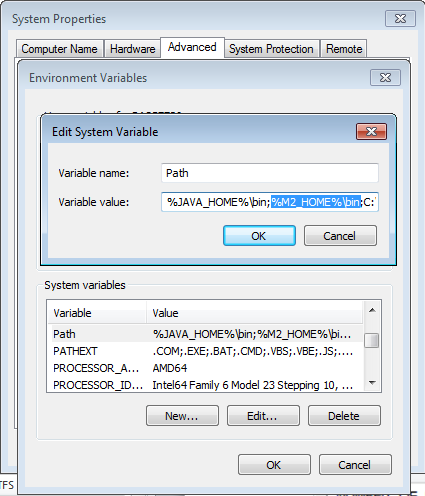 System Properties
Computer Name Hardware Advanced System Protection Remote
Environment Variables
Edit System Variable
Variable name: Path
Variable value: %JAVA_HOME%\bin;%M2_HOME%\bin;C:
OK Cancel
System variables
Variable Value
Path %JAVA_HOME%\bin;%M2_HOME%\bi...
PATHEXT .COM;.EXE;.BAT;.CMD;.VBS;.VBE;.JS;....
PROCESSOR_A... AMD64
PROCESSOR_ID... Intel64 Family 6 Model 23 Stepping 10, ...
New... Edit... Delete
OK Cancel
TFS